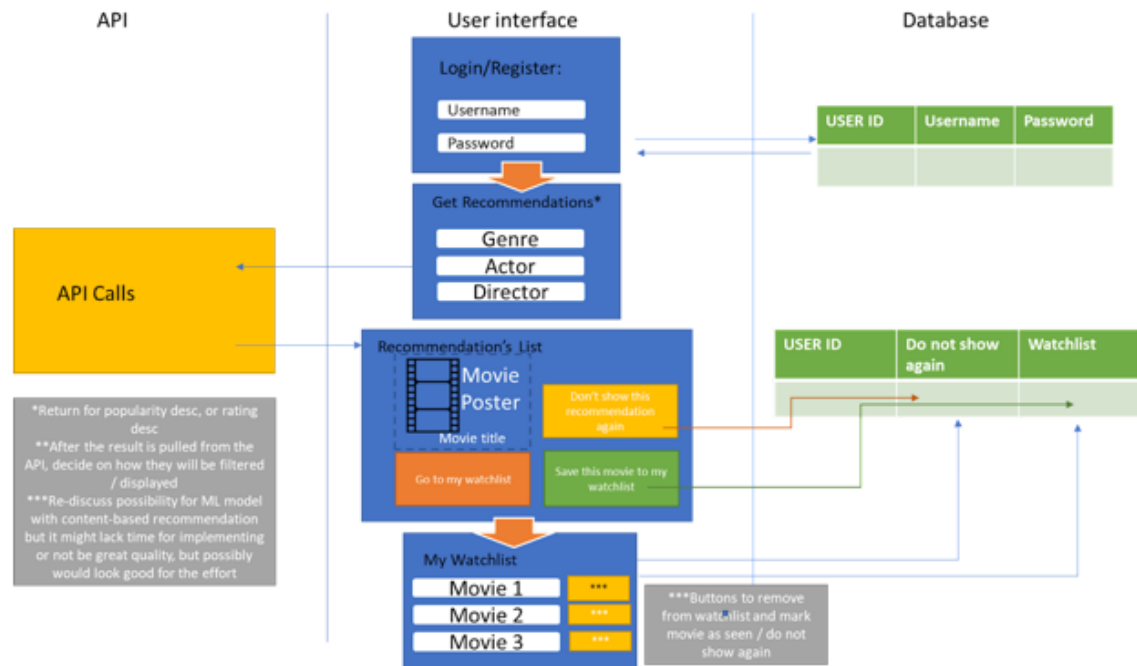 API
User interface
Database
Login/Register:
Username
Password
USER ID
Username
Password
Get Recommendations*
Genre
Actor
Director
API Calls
Recommendation's List
Movie
Poster
Movie title
Don't show this
recommendation
again
Go to my watchlist
Save this movie to my
watchlist
USER ID
Do not show
again
Watchlist
*Return for popularity desc, or rating
desc
**After the result is pulled from the
API, decide on how they will be filtered
/ displayed
***Re-discuss possibility for ML model
with content-based recommendation
but it might lack time for implementing
or not be great quality, but possibly
would look good for the effort
My Watchlist
Movie 1
***
Movie 2
***
Movie 3
***
***Buttons to remove
from watchlist and mark
movie as seen / do not
show again